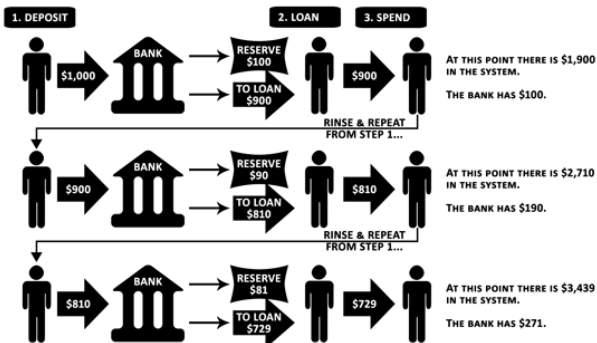 1. DEPOSIT
2. LOAN
3. SPEND
$1,000
BANK
RESERVE
$100
TO LOAN
$900
$900
AT THIS POINT THERE IS $1,900
IN THE SYSTEM.
THE BANK HAS $100.
RINSE & REPEAT
FROM STEP 1...
$900
BANK
RESERVE
$90
TO LOAN
$810
$810
AT THIS POINT THERE IS $2,710
IN THE SYSTEM.
THE BANK HAS $190.
RINSE & REPEAT
FROM STEP 1...
$810
BANK
RESERVE
$81
TO LOAN
$729
$729
AT THIS POINT THERE IS $3,439
IN THE SYSTEM.
THE BANK HAS $271.